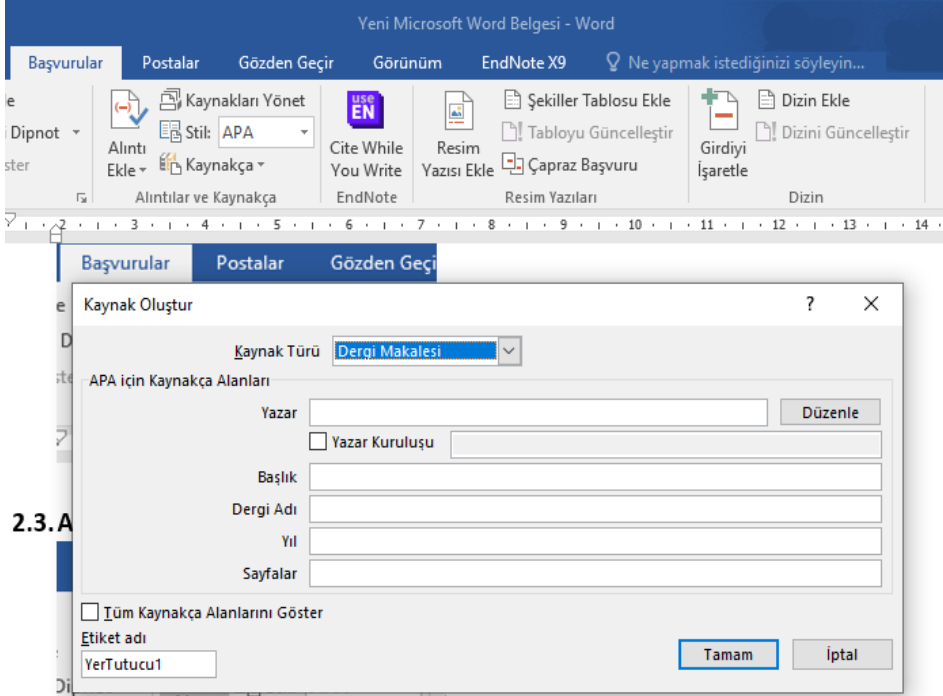 Yeni Microsoft Word Belgesi - Word
Başvurular Postalar Gözden Geçir Görünüm EndNote X9 Ne yapmak istediğinizi söyleyin...
Kaynakları Yönet
Şekiller Tablosu Ekle
Dizin Ekle
Dipnot
Stil: APA
Tabloyu Güncelleştir
Dizini Güncelleştir
Alıntı Ekle
Kaynakça
use EN
Cite While You Write
Resim Yazısı Ekle
Çapraz Başvuru
Girdiyi İşaretle
Alıntılar ve Kaynakça EndNote Resim Yazıları Dizin
2 3 4 5 6 7 8 9 10 11 12 13 14
Başvurular Postalar Gözden Geçi
Kaynak Oluştur ?
Kaynak Türü Dergi Makalesi
APA için Kaynakça Alanları
Yazar Düzenle
Yazar Kuruluşu
Başlık
Dergi Adı
2.3. A
Yıl
Sayfalar
Tüm Kaynakça Alanlarını Göster
Etiket adı
YerTutucu1
Tamam İptal